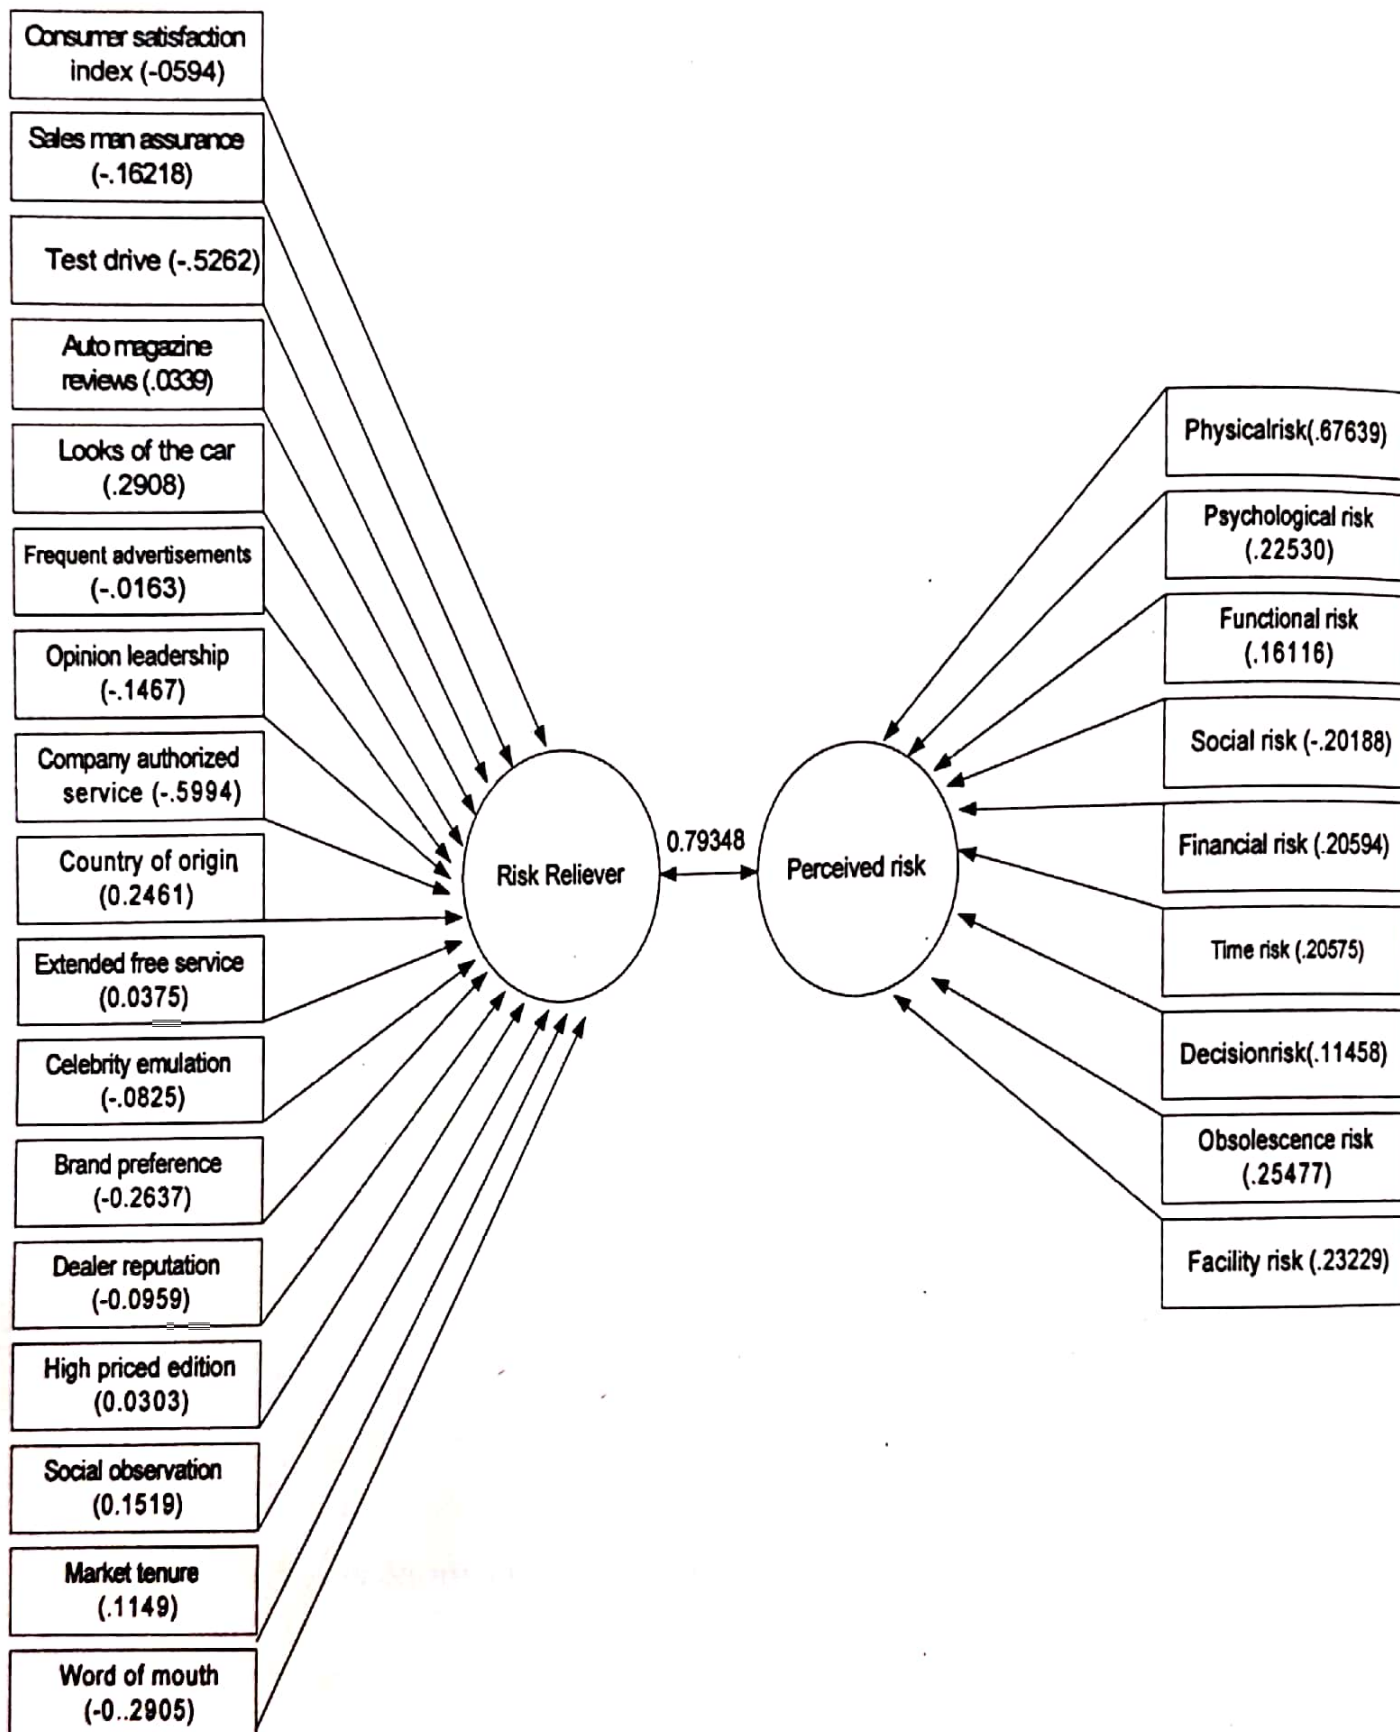 Consumer satisfaction
index (-0594)
Sales man assurance
(-.16218)
Test drive (-.5262)
Auto magazine
reviews (.0339)
Looks of the car
(.2908)
Frequent advertisements
(-.0163)
Opinion leadership
(-.1467)
Company authorized
service (-.5994)
Country of origin
(0.2461)
Extended free service
(0.0375)
Celebrity emulation
(-.0825)
Brand preference
(-0.2637)
Dealer reputation
(-0.0959)
High priced edition
(0.0303)
Social observation
(0.1519)
Market tenure
(.1149)
Word of mouth
(-0..2905)
Risk Reliever
0.79348
Perceived risk
Physicalrisk(.67639)
Psychological risk
(.22530)
Functional risk
(.16116)
Social risk (-.20188)
Financial risk (.20594)
Time risk (.20575)
Decisionrisk(.11458)
Obsolescence risk
(.25477)
Facility risk (.23229)